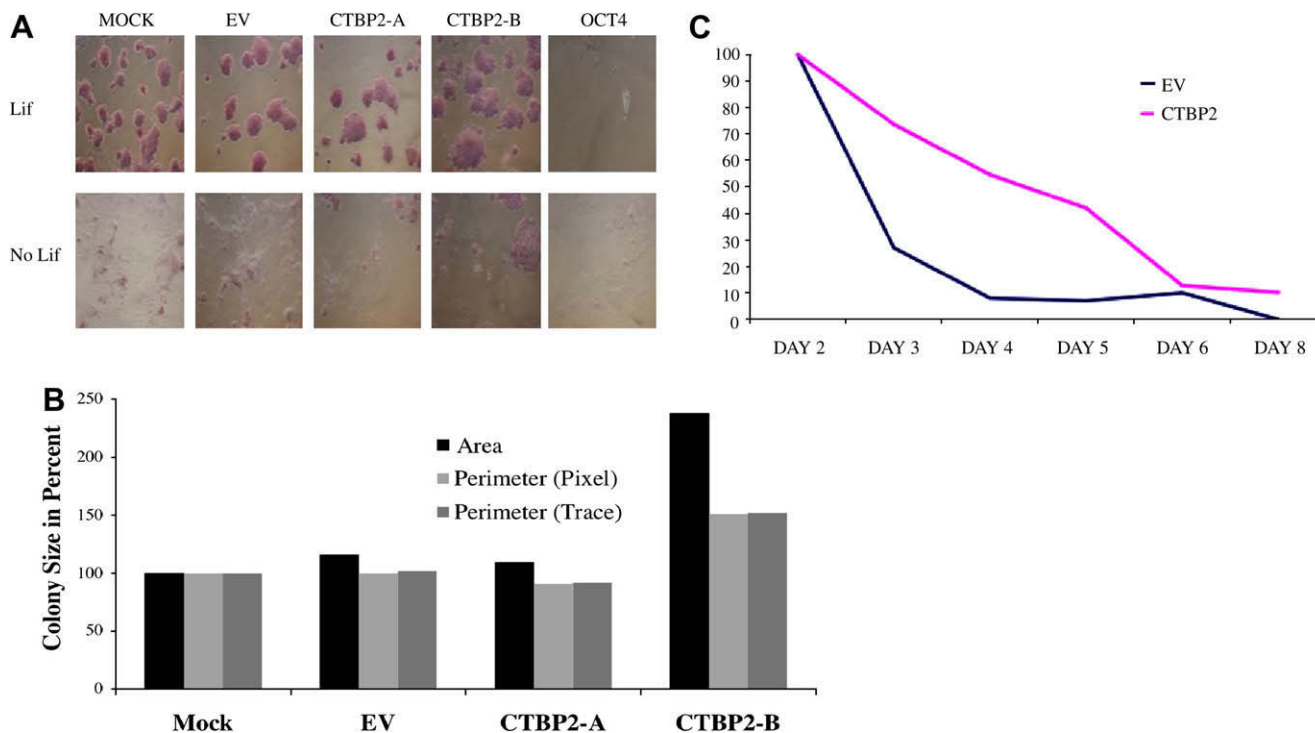 A
MOCK EV CTBP2-A CTBP2-B OCT4
Lif
No Lif
C
100
90
80
70
60
50
40
30
20
10
0
EV
CTBP2
DAY 2 DAY 3 DAY 4 DAY 5 DAY 6 DAY 8
B
Colony Size in Percent
250
200
150
100
50
0
Area
Perimeter (Pixel)
Perimeter (Trace)
Mock EV CTBP2-A CTBP2-B